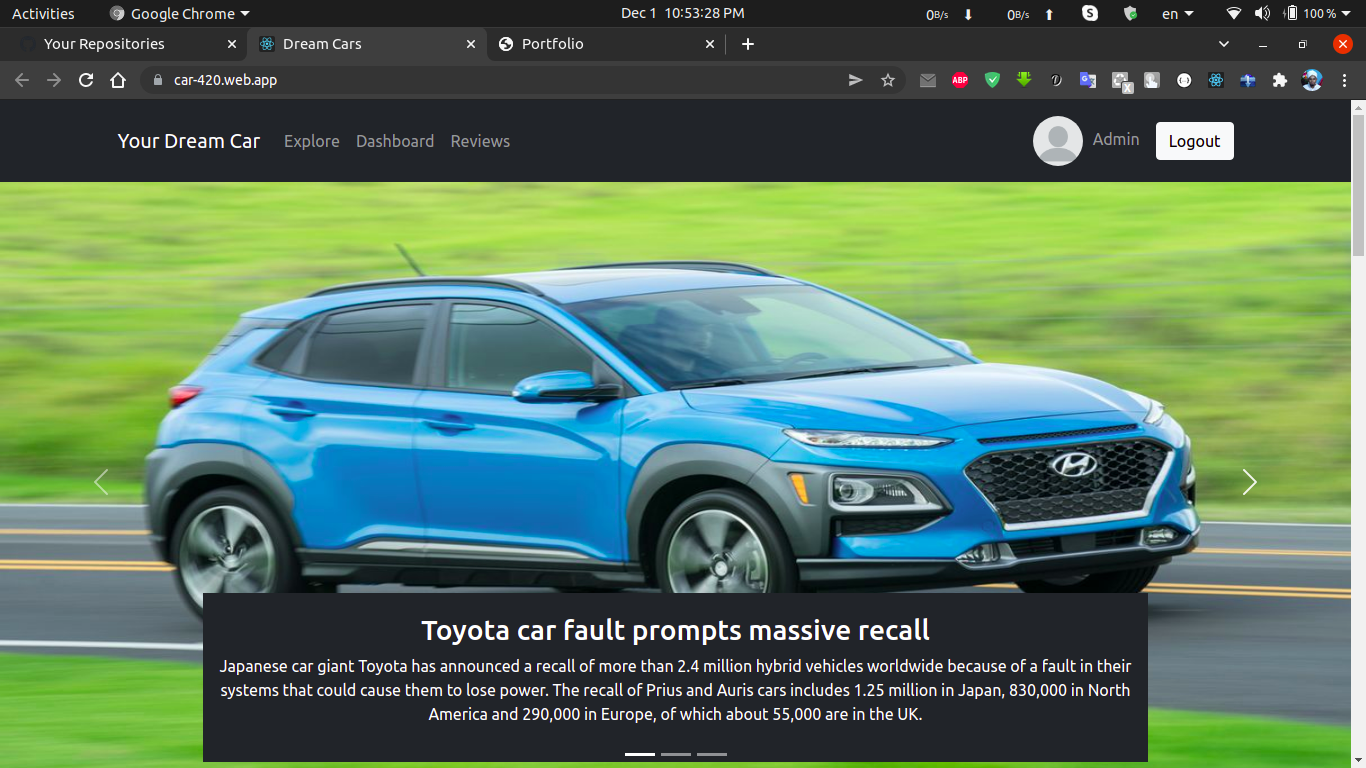 Activities Google Chrome Dec 1 10:53:28 PM 0B/s 0B/s S en 100 %
Your Repositories Dream Cars Portfolio
car-420.web.app ABP X
Your Dream Car Explore Dashboard Reviews Admin Logout
Toyota car fault prompts massive recall
Japanese car giant Toyota has announced a recall of more than 2.4 million hybrid vehicles worldwide because of a fault in their
systems that could cause them to lose power. The recall of Prius and Auris cars includes 1.25 million in Japan, 830,000 in North
America and 290,000 in Europe, of which about 55,000 are in the UK.